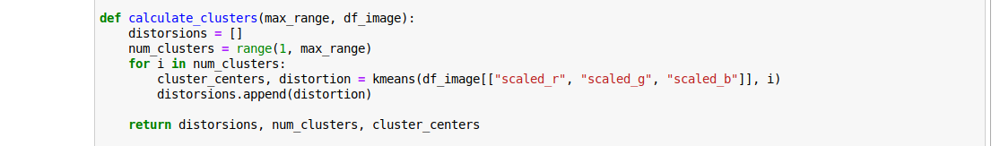 def calculate_clusters(max_range, df_image):
    distorsions = []
    num_clusters = range(1, max_range)
    for i in num_clusters:
        cluster_centers, distortion = kmeans(df_image[["scaled_r", "scaled_g", "scaled_b"]], i)
        distorsions.append(distortion)
    return distorsions, num_clusters, cluster_centers